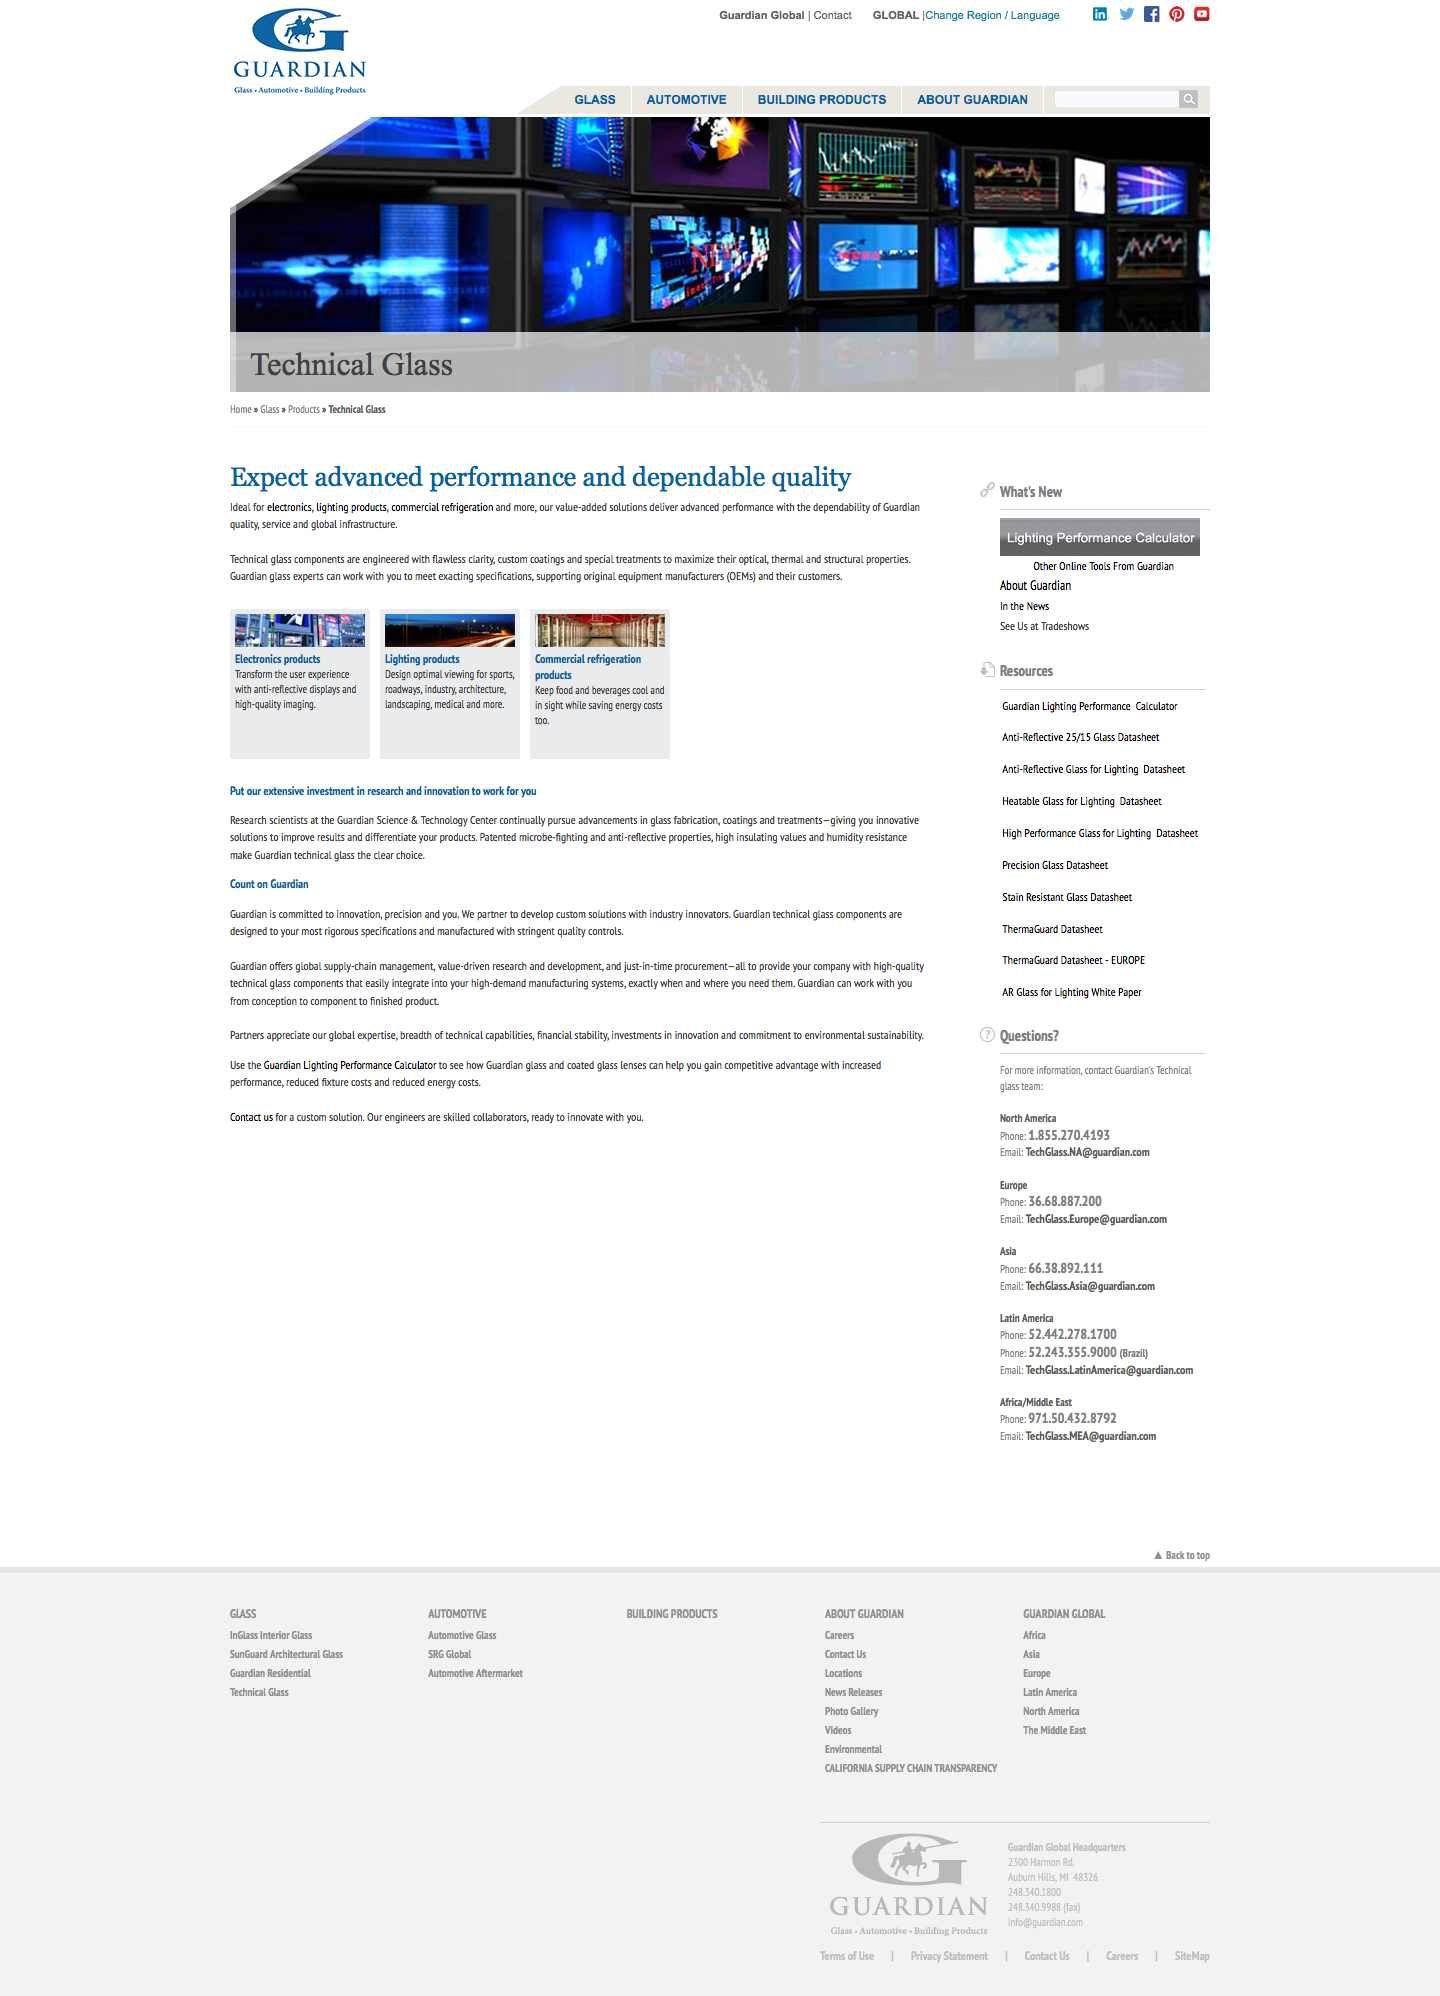 Guardian Global | Contact
GLOBAL |Change Region / Language
GUARDIAN
Glass • Automotive • Building Products
GLASS
AUTOMOTIVE
BUILDING PRODUCTS
ABOUT GUARDIAN
NEWS
Technical Glass
Home » Glass » Products » Technical Glass
Expect advanced performance and dependable quality
Ideal for electronics, lighting products, commercial refrigeration and more, our value-added solutions deliver advanced performance with the dependability of Guardian
quality, service and global infrastructure.
Technical glass components are engineered with flawless clarity, custom coatings and special treatments to maximize their optical, thermal and structural properties.
Guardian glass experts can work with you to meet exacting specifications, supporting original equipment manufacturers (OEMs) and their customers.
Electronics products
Transform the user experience
with anti-reflective displays and
high-quality imaging.
Lighting products
Design optimal viewing for sports,
roadways, industry, architecture,
landscaping, medical and more.
Commercial refrigeration
products
Keep food and beverages cool and
in sight while saving energy costs
too.
Put our extensive investment in research and innovation to work for you
Research scientists at the Guardian Science & Technology Center continually pursue advancements in glass fabrication, coatings and treatments—giving you innovative
solutions to improve results and differentiate your products. Patented microbe-fighting and anti-reflective properties, high insulating values and humidity resistance
make Guardian technical glass the clear choice.
Count on Guardian
Guardian is committed to innovation, precision and you. We partner to develop custom solutions with industry innovators. Guardian technical glass components are
designed to your most rigorous specifications and manufactured with stringent quality controls.
Guardian offers global supply-chain management, value-driven research and development, and just-in-time procurement—all to provide your company with high-quality
technical glass components that easily integrate into your high-demand manufacturing systems, exactly when and where you need them. Guardian can work with you
from conception to component to finished product.
Partners appreciate our global expertise, breadth of technical capabilities, financial stability, investments in innovation and commitment to environmental sustainability.
Use the Guardian Lighting Performance Calculator to see how Guardian glass and coated glass lenses can help you gain competitive advantage with increased
performance, reduced fixture costs and reduced energy costs.
Contact us for a custom solution. Our engineers are skilled collaborators, ready to innovate with you.
What's New
Lighting Performance Calculator
Other Online Tools From Guardian
About Guardian
In the News
See Us at Tradeshows
Resources
Guardian Lighting Performance Calculator
Anti-Reflective 25/15 Glass Datasheet
Anti-Reflective Glass for Lighting Datasheet
Heatable Glass for Lighting Datasheet
High Performance Glass for Lighting Datasheet
Precision Glass Datasheet
Stain Resistant Glass Datasheet
ThermaGuard Datasheet
ThermaGuard Datasheet - EUROPE
AR Glass for Lighting White Paper
Questions?
For more information, contact Guardian's Technical
glass team:
North America
Phone: 1.855.270.4193
Email: TechGlass.NA@guardian.com
Europe
Phone: 36.68.887.200
Email: TechGlass.Europe@guardian.com
Asia
Phone: 66.38.892.111
Email: TechGlass.Asia@guardian.com
Latin America
Phone: 52.442.278.1700
Phone: 52.243.355.9000 (Brazil)
Email: TechGlass.LatinAmerica@guardian.com
Africa/Middle East
Phone: 971.50.432.8792
Email: TechGlass.MEA@guardian.com
▲ Back to top
GLASS
InGlass Interior Glass
SunGuard Architectural Glass
Guardian Residential
Technical Glass
AUTOMOTIVE
Automotive Glass
SRG Global
Automotive Aftermarket
BUILDING PRODUCTS
ABOUT GUARDIAN
Careers
Contact Us
Locations
News Releases
Photo Gallery
Videos
Environmental
CALIFORNIA SUPPLY CHAIN TRANSPARENCY
GUARDIAN GLOBAL
Africa
Asia
Europe
Latin America
North America
The Middle East
GUARDIAN
Glass • Automotive • Building Products
Guardian Global Headquarters
2300 Harmon Rd.
Auburn Hills, MI 48326
248.340.1800
248.340.9988 (fax)
info@guardian.com
Terms of Use | Privacy Statement | Contact Us | Careers | SiteMap